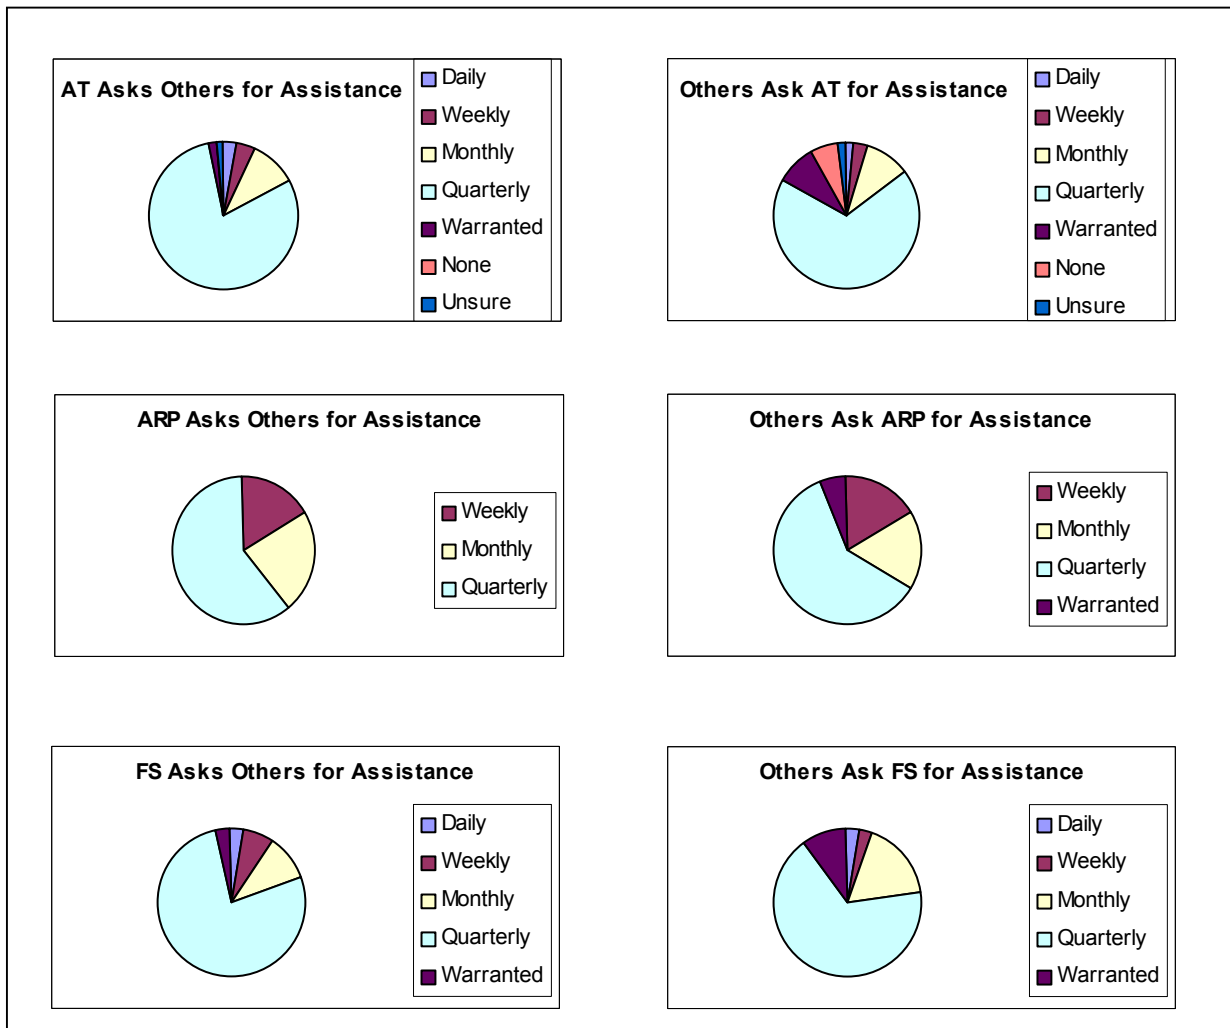 AT Asks Others for Assistance
Daily
Weekly
Monthly
Quarterly
Warranted
None
Unsure
Others Ask AT for Assistance
Daily
Weekly
Monthly
Quarterly
Warranted
None
Unsure
ARP Asks Others for Assistance
Weekly
Monthly
Quarterly
Others Ask ARP for Assistance
Weekly
Monthly
Quarterly
Warranted
FS Asks Others for Assistance
Daily
Weekly
Monthly
Quarterly
Warranted
Others Ask FS for Assistance
Daily
Weekly
Monthly
Quarterly
Warranted